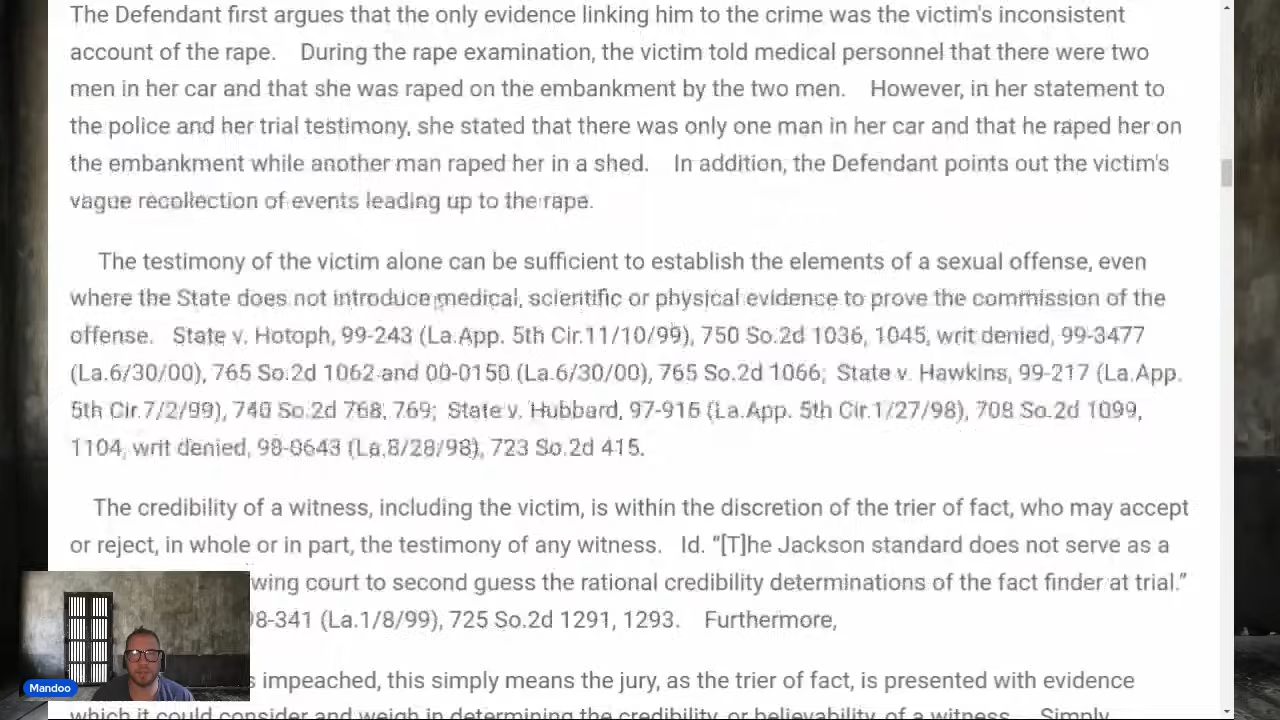 The Defendant first argues that the only evidence linking him to the crime was the victim's inconsistent
account of the rape. During the rape examination, the victim told medical personnel that there were two
men in her car and that she was raped on the embankment by the two men. However, in her statement to
the police and her trial testimony, she stated that there was only one man in her car and that he raped her on
the embankment while another man raped her in a shed. In addition, the Defendant points out the victim's
vague recollection of events leading up to the rape.
The testimony of the victim alone can be sufficient to establish the elements of a sexual offense, even
where the State does not introduce medical, scientific or physical evidence to prove the commission of the
offense. State v. Hotoph, 99-243 (La.App. 5th Cir.11/10/99), 750 So.2d 1036, 1045, writ denied, 99-3477
(La.6/30/00), 765 So.2d 1062 and 00-0150 (La.6/30/00), 765 So.2d 1066; State v. Hawkins, 99-217 (La.App.
5th Cir.7/2/99), 740 So.2d 768, 769; State v. Hubbard, 97-916 (La.App. 5th Cir.1/27/98), 708 So.2d 1099,
1104, writ denied, 98-0643 (La.8/28/98), 723 So.2d 415.
The credibility of a witness, including the victim, is within the discretion of the trier of fact, who may accept
or reject, in whole or in part, the testimony of any witness. Id. "[T]he Jackson standard does not serve as a
wing court to second guess the rational credibility determinations of the fact finder at trial."
98-341 (La.1/8/99), 725 So.2d 1291, 1293. Furthermore,
s impeached, this simply means the jury, as the trier of fact, is presented with evidence
which it could consider and weigh in determining the credibility, or believability, of a witness. Simply
Mandoo